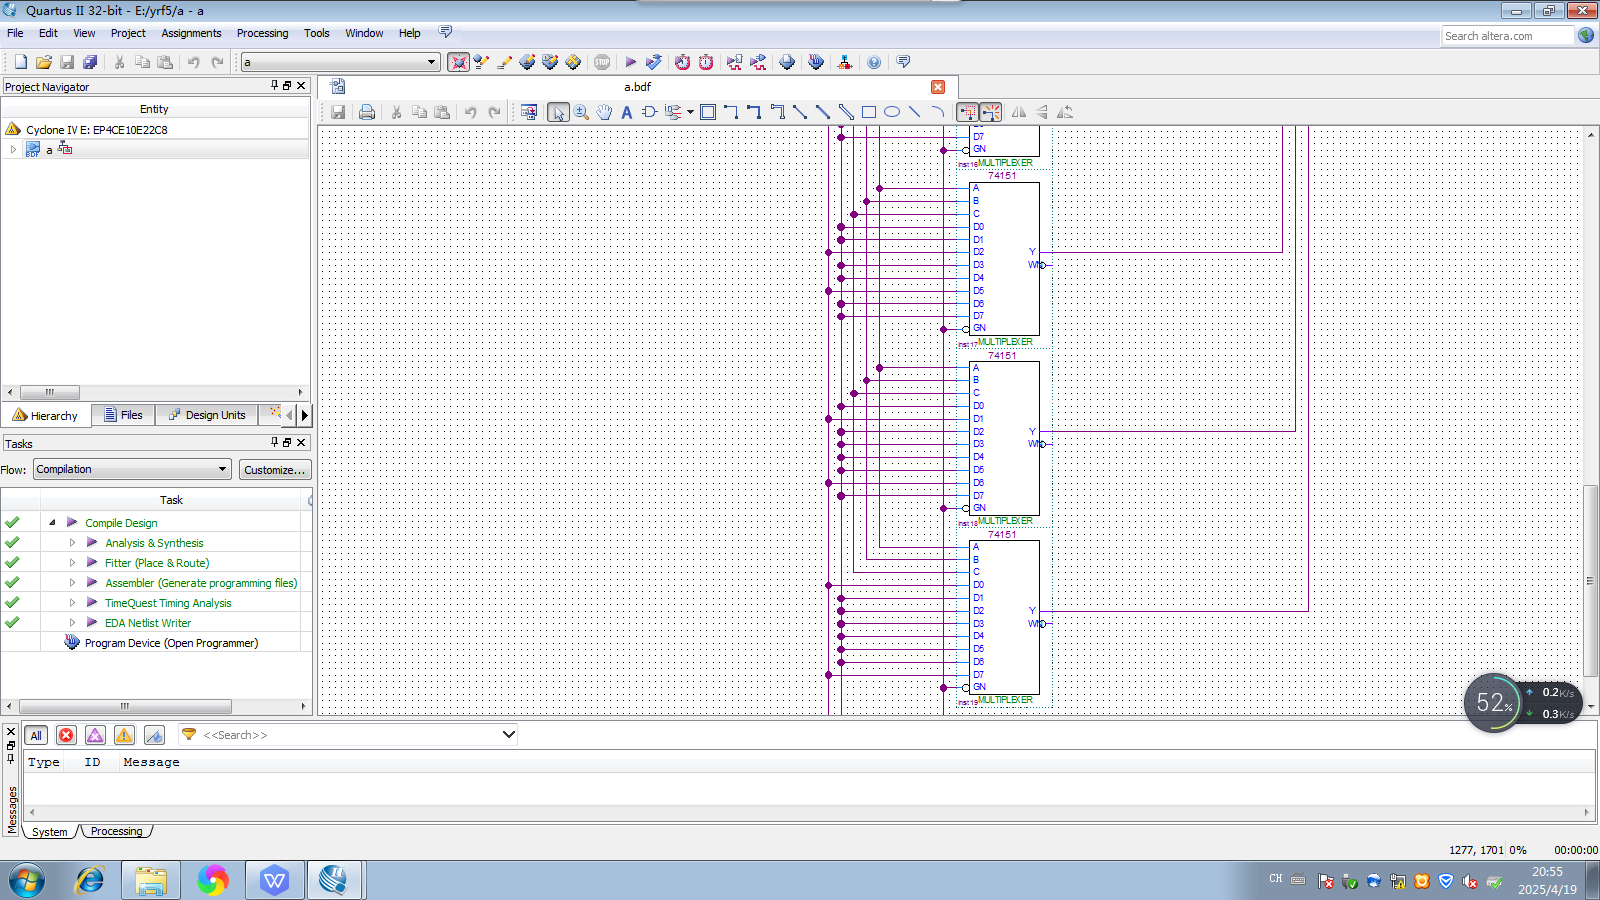 Quartus II 32-bit - E:/yrf5/a - a
File Edit View Project Assignments Processing Tools Window Help
Search altera.com
a
Project Navigator
Entity
Cyclone IV E: EP4CE10E22C8
a
Hierarchy Files Design Units
Tasks
Flow: Compilation Customize...
Task
Compile Design
Analysis & Synthesis
Fitter (Place & Route)
Assembler (Generate programming files)
TimeQuest Timing Analysis
EDA Netlist Writer
Program Device (Open Programmer)
a.bdf
D7
GN
inst16 MULTIPLEXER
74151
A
B
C
D0
D1
D2 Y
D3 WN
D4
D5
D6
D7
GN
inst17 MULTIPLEXER
74151
A
B
C
D0
D1
D2 Y
D3 WN
D4
D5
D6
D7
GN
inst18 MULTIPLEXER
74151
A
B
C
D0
D1
D2 Y
D3 WN
D4
D5
D6
D7
GN
inst19 MULTIPLEXER
52%
0.2K/s
0.3K/s
Messages
All <<Search>>
Type ID Message
System Processing
1277, 1701 0% 00:00:00
CH
20:55
2025/4/19